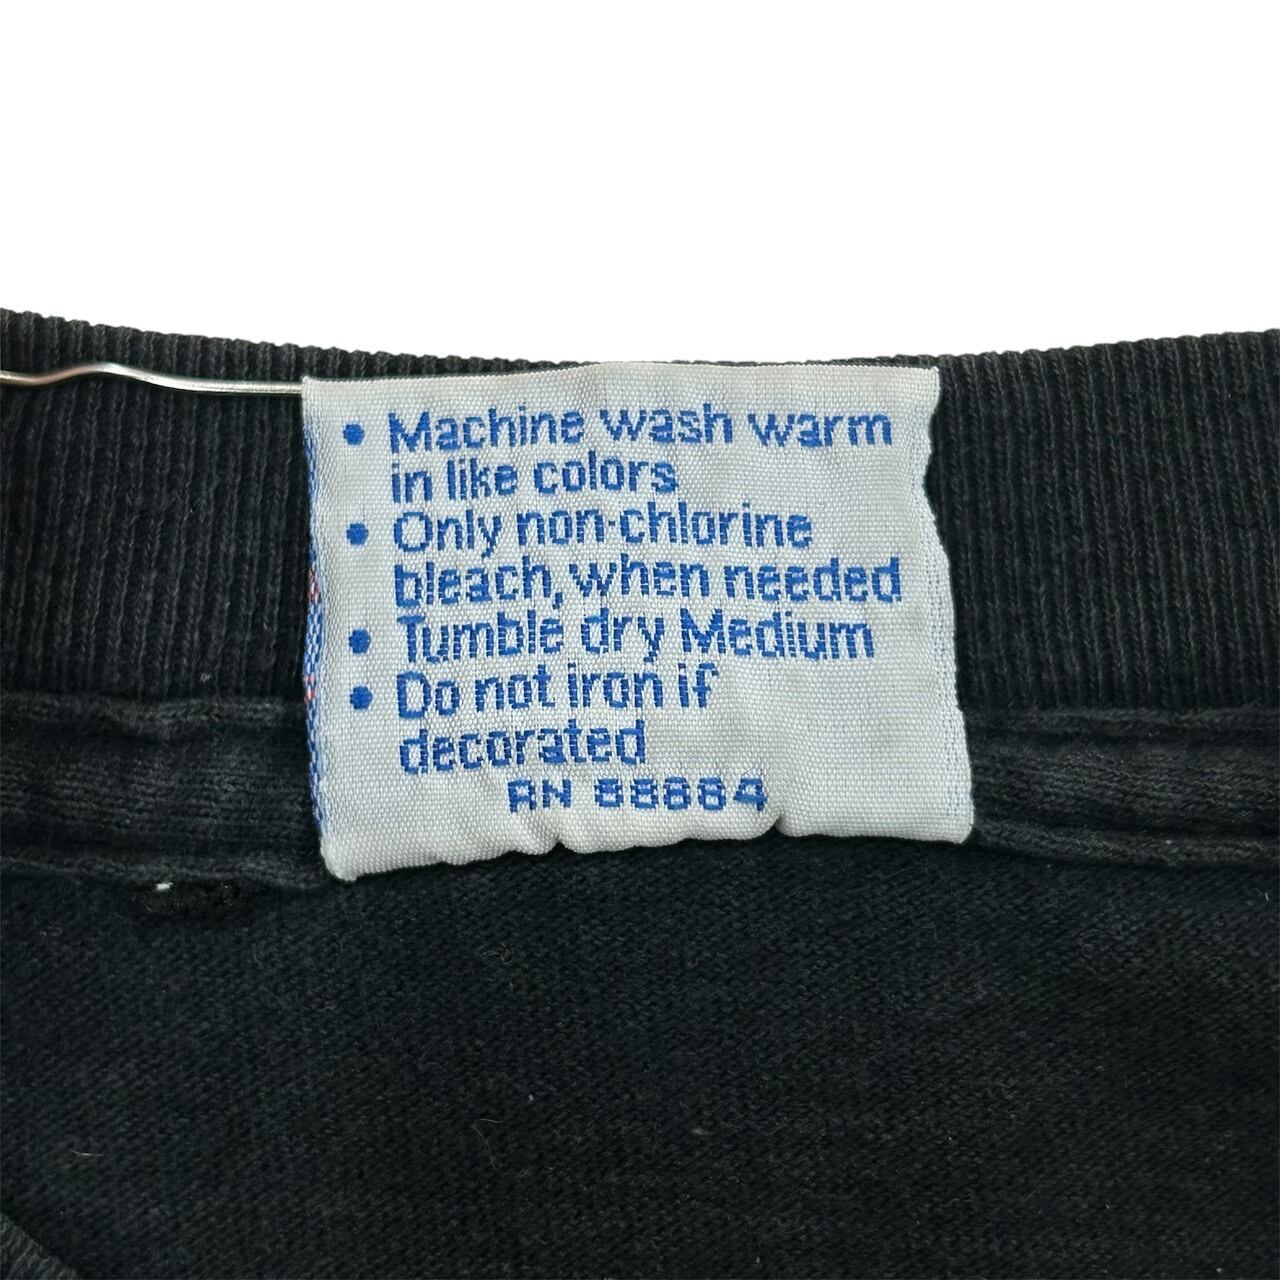 • Machine wash warm
in like colors
• Only non-chlorine
bleach, when needed
• Tumble dry Medium
• Do not iron if
decorated
RN